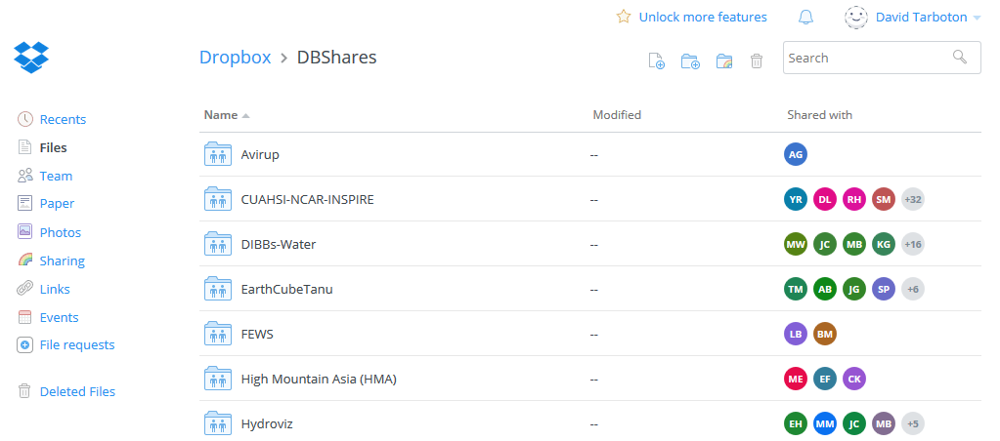 Unlock more features David Tarboton
Dropbox > DBShares
Search
Name Modified Shared with
Recents
Files
Team
Paper
Photos
Sharing
Links
Events
File requests
Deleted Files
Avirup -- AG
CUAHSI-NCAR-INSPIRE -- YR DL RH SM +32
DIBBs-Water -- MW JC MB KG +16
EarthCubeTanu -- TM AB JG SP +6
FEWS -- LB BM
High Mountain Asia (HMA) -- ME EF CK
Hydroviz -- EH MM JC MB +5